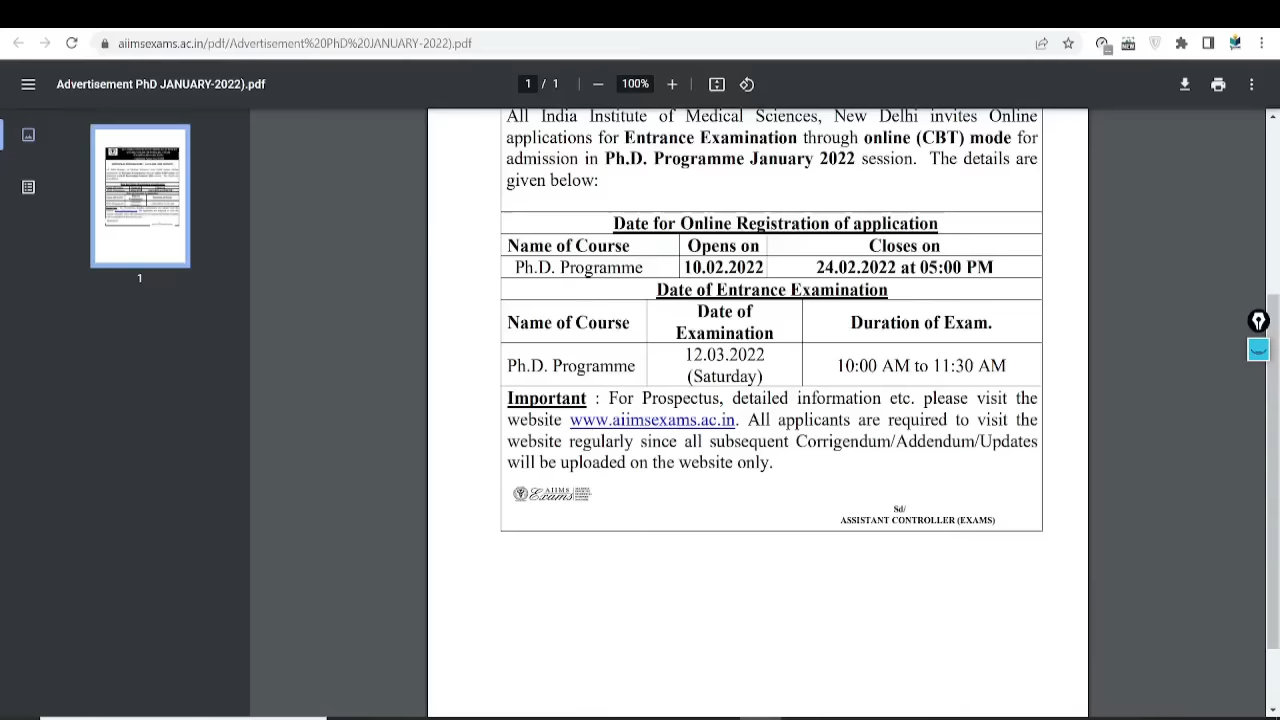 aiimsexams.ac.in/pdf/Advertisement%20PhD%20JANUARY-2022).pdf
Advertisement PhD JANUARY-2022).pdf
1 / 1
100%
1
All India Institute of Medical Sciences, New Delhi invites Online
applications for Entrance Examination through online (CBT) mode for
admission in Ph.D. Programme January 2022 session. The details are
given below:
Date for Online Registration of application
Name of Course Opens on Closes on
Ph.D. Programme 10.02.2022 24.02.2022 at 05:00 PM
Date of Entrance Examination
Name of Course Date of Examination Duration of Exam.
Ph.D. Programme 12.03.2022 (Saturday) 10:00 AM to 11:30 AM
Important : For Prospectus, detailed information etc. please visit the
website www.aiimsexams.ac.in. All applicants are required to visit the
website regularly since all subsequent Corrigendum/Addendum/Updates
will be uploaded on the website only.
AIIMS
Exams
Sd/
ASSISTANT CONTROLLER (EXAMS)